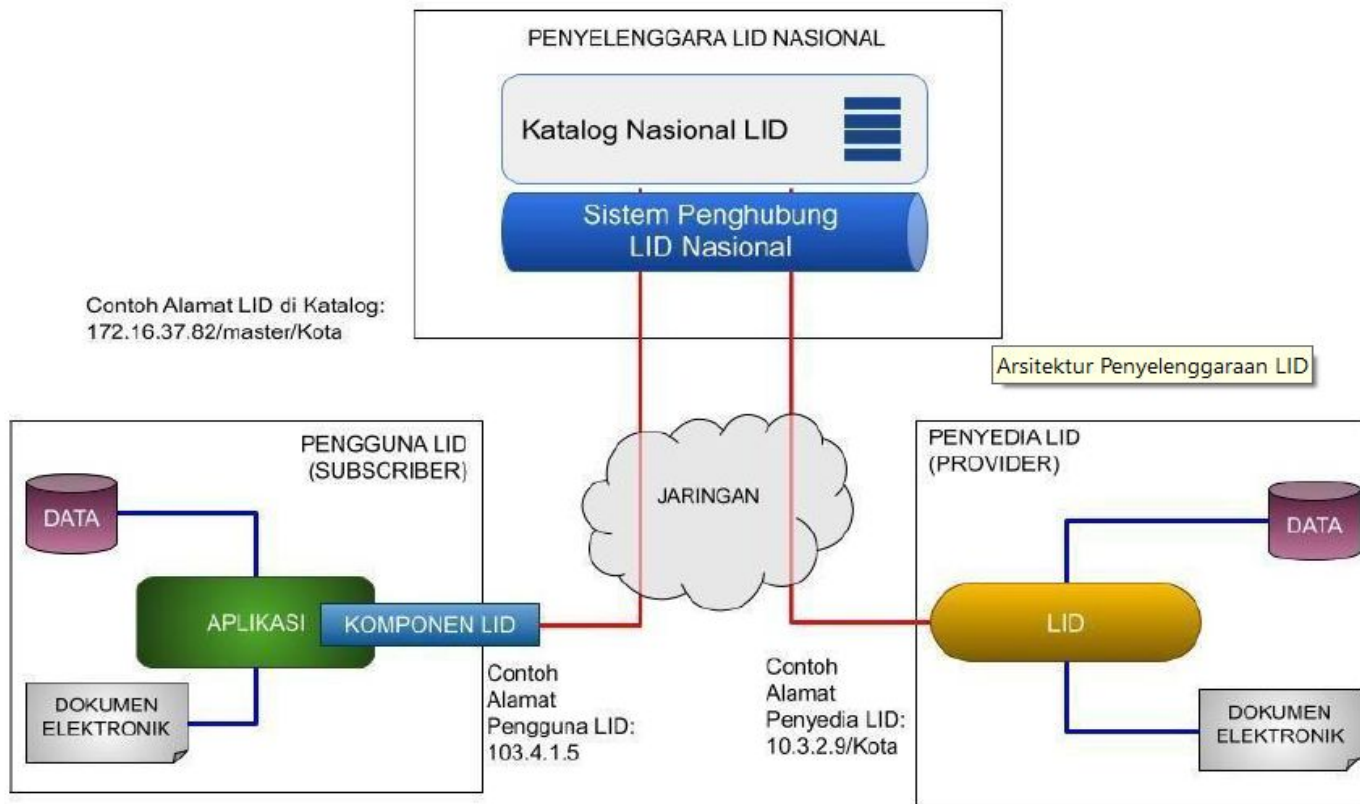 PENYELENGGARA LID NASIONAL
Katalog Nasional LID
Sistem Penghubung
LID Nasional
Contoh Alamat LID di Katalog:
172.16.37.82/master/Kota
Arsitektur Penyelenggaraan LID
PENGGUNA LID
(SUBSCRIBER)
DATA
APLIKASI
KOMPONEN LID
DOKUMEN
ELEKTRONIK
Contoh
Alamat
Pengguna LID:
103.4.1.5
JARINGAN
PENYEDIA LID
(PROVIDER)
DATA
LID
Contoh
Alamat
Penyedia LID:
10.3.2.9/Kota
DOKUMEN
ELEKTRONIK